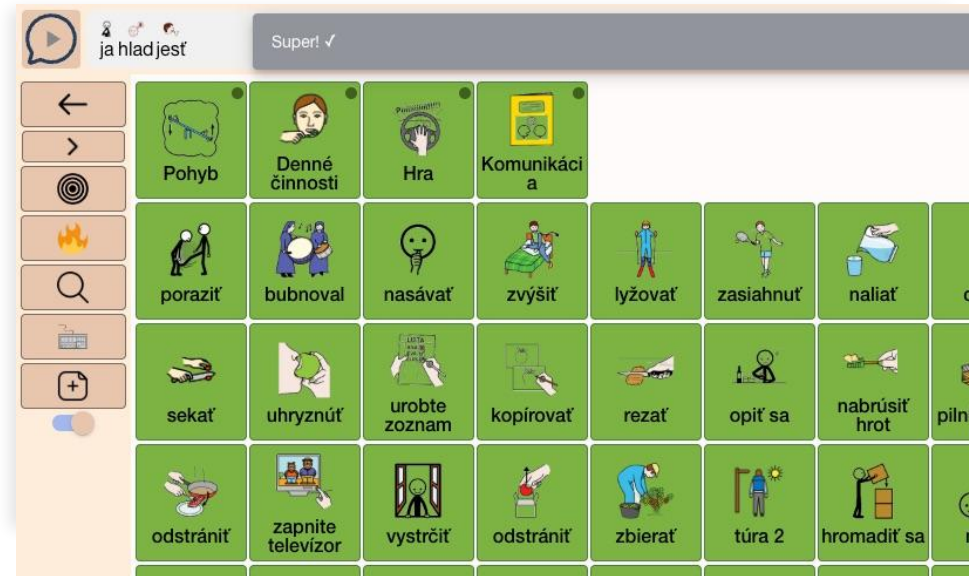 ja hlad jesť
Super! ✓
Pohyb
Denné
činnosti
Hra
Komunikáci
a
poraziť
bubnoval
nasávať
zvýšiť
lyžovať
zasiahnuť
naliať
sekať
uhryznúť
urobte
zoznam
kopírovať
rezať
opiť sa
nabrúsiť
hrot
piln
odstrániť
zapnite
televízor
vystrčiť
odstrániť
zbierať
túra 2
hromadiť sa